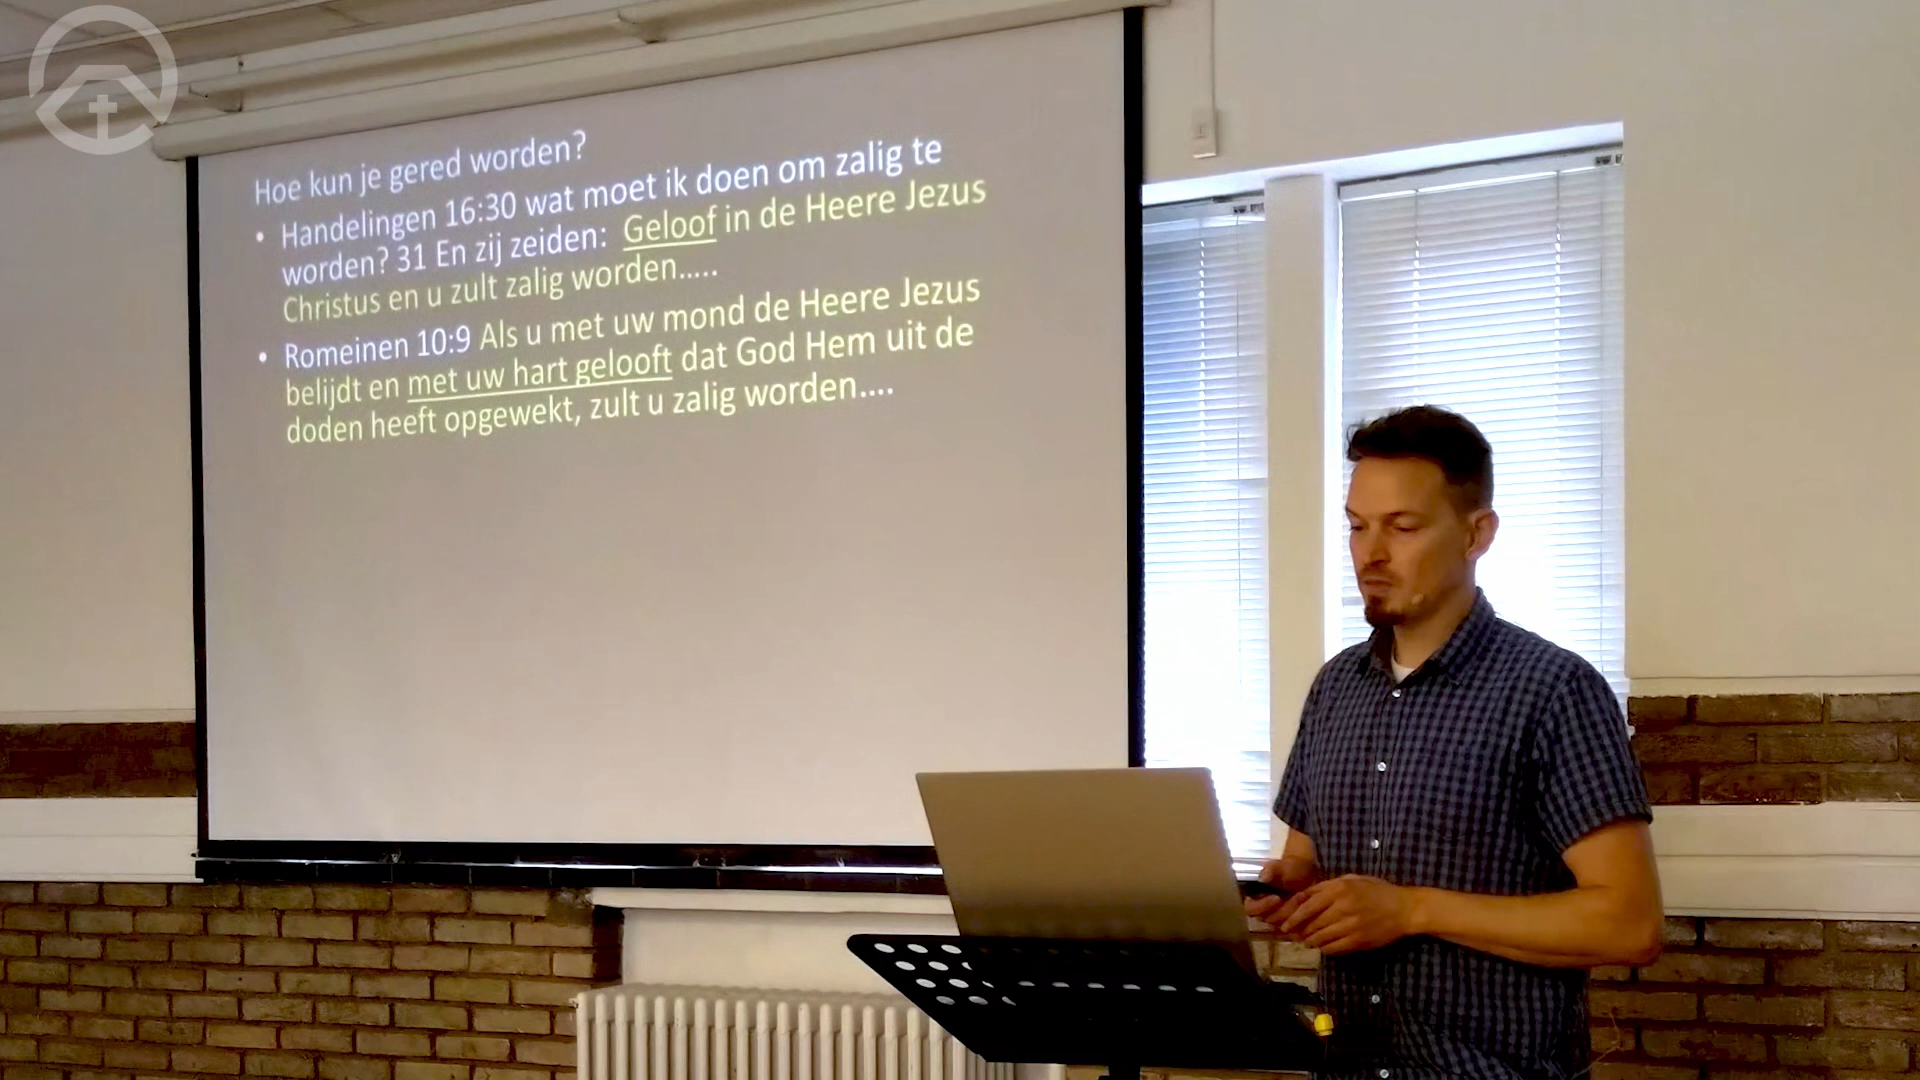 Hoe kun je gered worden?
• Handelingen 16:30 wat moet ik doen om zalig te
worden? 31 En zij zeiden: Geloof in de Heere Jezus
Christus en u zult zalig worden.....
• Romeinen 10:9 Als u met uw mond de Heere Jezus
belijdt en met uw hart gelooft dat God Hem uit de
doden heeft opgewekt, zult u zalig worden....